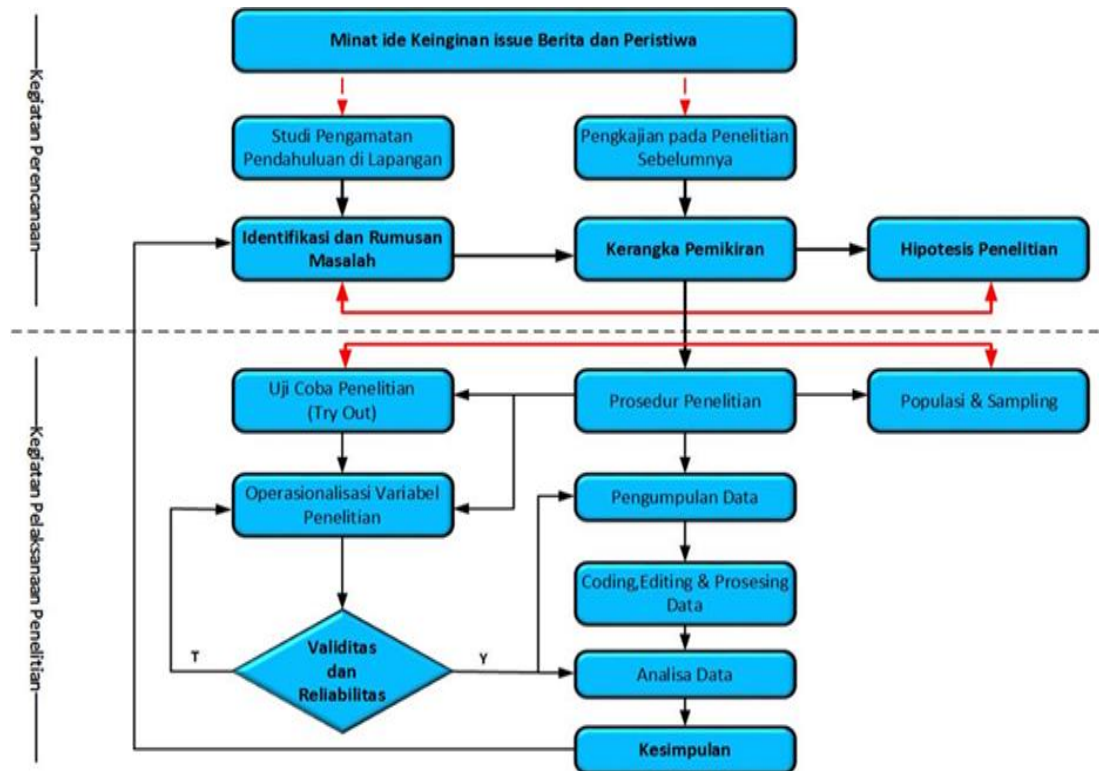 Kegiatan Perencanaan
Minat ide Keinginan issue Berita dan Peristiwa
Studi Pengamatan
Pendahuluan di Lapangan
Pengkajian pada Penelitian
Sebelumnya
Identifikasi dan Rumusan
Masalah
Kerangka Pemikiran
Hipotesis Penelitian
Kegiatan Pelaksanaan Penelitian
Uji Coba Penelitian
(Try Out)
Prosedur Penelitian
Populasi & Sampling
Operasionalisasi Variabel
Penelitian
Pengumpulan Data
Coding,Editing & Prosesing
Data
T
Validitas
dan
Reliabilitas
Y
Analisa Data
Kesimpulan